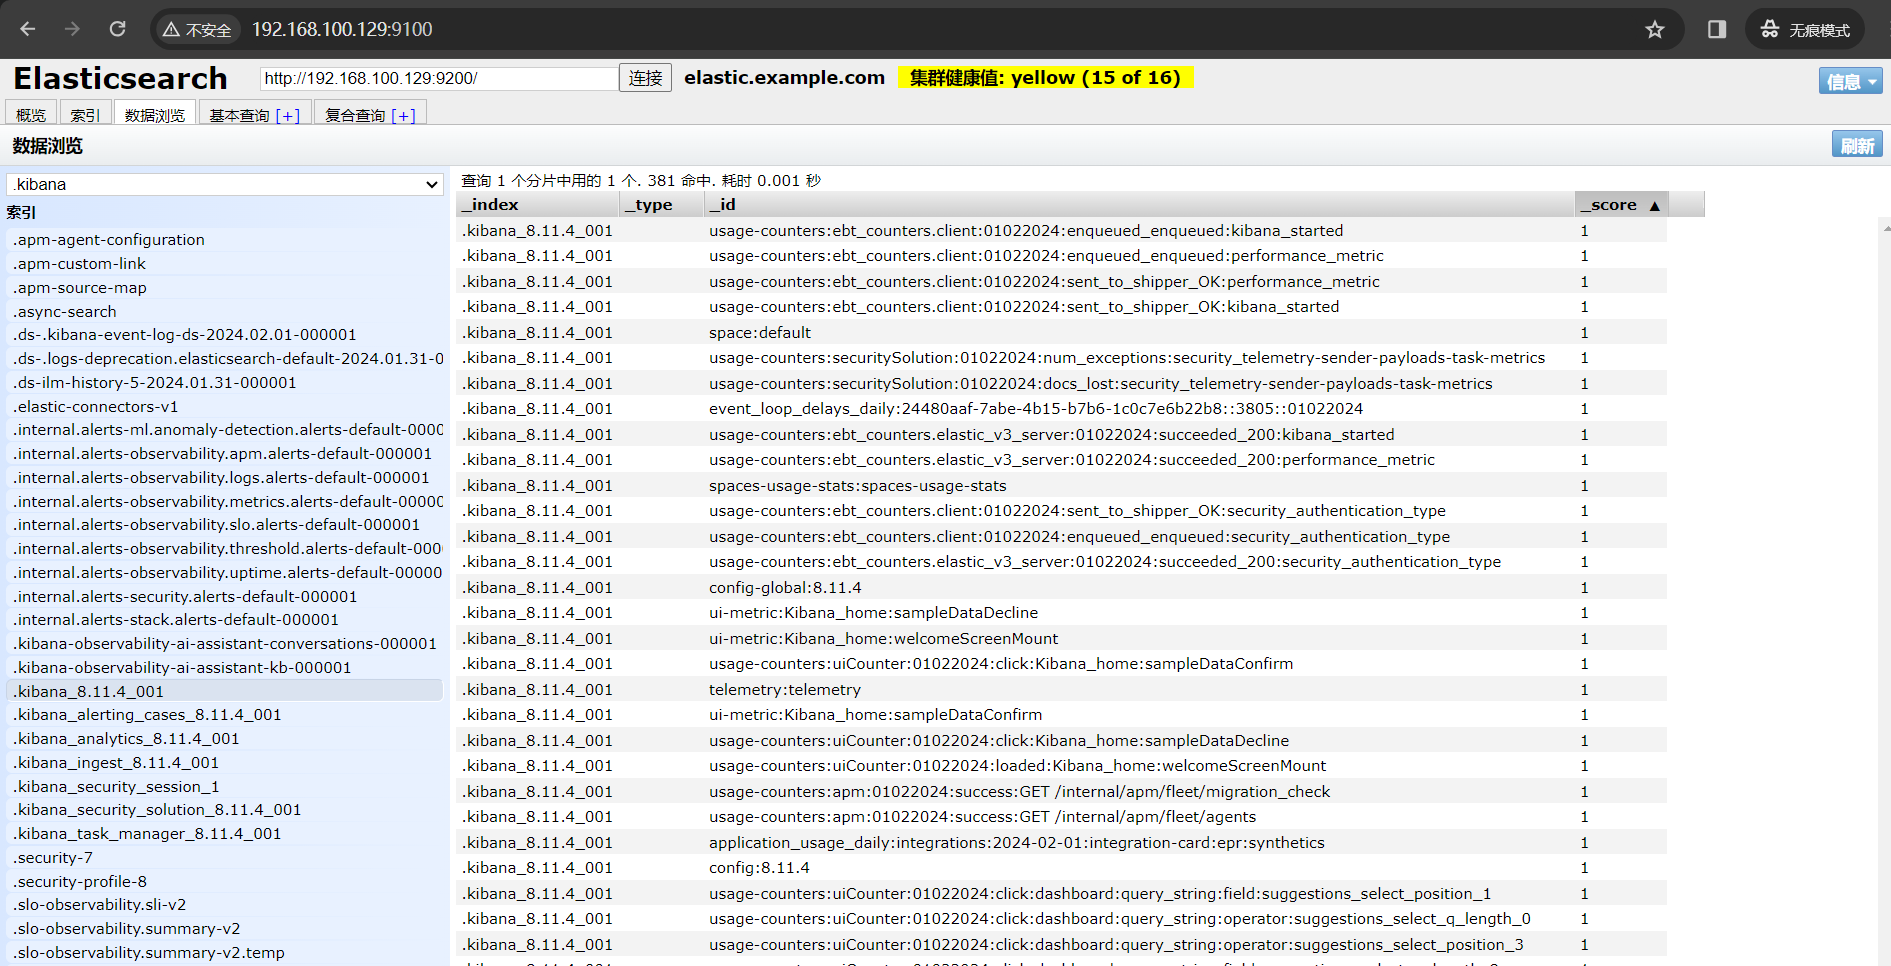 不安全 192.168.100.129:9100 无痕模式
Elasticsearch http://192.168.100.129:9200/ 连接 elastic.example.com 集群健康值: yellow (15 of 16) 信息
概览 索引 数据浏览 基本查询 [+] 复合查询 [+]
数据浏览 刷新
.kibana
索引
.apm-agent-configuration
.apm-custom-link
.apm-source-map
.async-search
.ds-.kibana-event-log-ds-2024.02.01-000001
.ds-.logs-deprecation.elasticsearch-default-2024.01.31-0
.ds-ilm-history-5-2024.01.31-000001
.elastic-connectors-v1
.internal.alerts-ml.anomaly-detection.alerts-default-0000
.internal.alerts-observability.apm.alerts-default-000001
.internal.alerts-observability.logs.alerts-default-000001
.internal.alerts-observability.metrics.alerts-default-00000
.internal.alerts-observability.slo.alerts-default-000001
.internal.alerts-observability.threshold.alerts-default-000
.internal.alerts-observability.uptime.alerts-default-00000
.internal.alerts-security.alerts-default-000001
.internal.alerts-stack.alerts-default-000001
.kibana-observability-ai-assistant-conversations-000001
.kibana-observability-ai-assistant-kb-000001
.kibana_8.11.4_001
.kibana_alerting_cases_8.11.4_001
.kibana_analytics_8.11.4_001
.kibana_ingest_8.11.4_001
.kibana_security_session_1
.kibana_security_solution_8.11.4_001
.kibana_task_manager_8.11.4_001
.security-7
.security-profile-8
.slo-observability.sli-v2
.slo-observability.summary-v2
.slo-observability.summary-v2.temp
查询 1 个分片中用的 1 个. 381 命中. 耗时 0.001 秒
_index _type _id _score ▲
.kibana_8.11.4_001 usage-counters:ebt_counters.client:01022024:enqueued_enqueued:kibana_started 1
.kibana_8.11.4_001 usage-counters:ebt_counters.client:01022024:enqueued_enqueued:performance_metric 1
.kibana_8.11.4_001 usage-counters:ebt_counters.client:01022024:sent_to_shipper_OK:performance_metric 1
.kibana_8.11.4_001 usage-counters:ebt_counters.client:01022024:sent_to_shipper_OK:kibana_started 1
.kibana_8.11.4_001 space:default 1
.kibana_8.11.4_001 usage-counters:securitySolution:01022024:num_exceptions:security_telemetry-sender-payloads-task-metrics 1
.kibana_8.11.4_001 usage-counters:securitySolution:01022024:docs_lost:security_telemetry-sender-payloads-task-metrics 1
.kibana_8.11.4_001 event_loop_delays_daily:24480aaf-7abe-4b15-b7b6-1c0c7e6b22b8::3805::01022024 1
.kibana_8.11.4_001 usage-counters:ebt_counters.elastic_v3_server:01022024:succeeded_200:kibana_started 1
.kibana_8.11.4_001 usage-counters:ebt_counters.elastic_v3_server:01022024:succeeded_200:performance_metric 1
.kibana_8.11.4_001 spaces-usage-stats:spaces-usage-stats 1
.kibana_8.11.4_001 usage-counters:ebt_counters.client:01022024:sent_to_shipper_OK:security_authentication_type 1
.kibana_8.11.4_001 usage-counters:ebt_counters.client:01022024:enqueued_enqueued:security_authentication_type 1
.kibana_8.11.4_001 usage-counters:ebt_counters.elastic_v3_server:01022024:succeeded_200:security_authentication_type 1
.kibana_8.11.4_001 config-global:8.11.4 1
.kibana_8.11.4_001 ui-metric:Kibana_home:sampleDataDecline 1
.kibana_8.11.4_001 ui-metric:Kibana_home:welcomeScreenMount 1
.kibana_8.11.4_001 usage-counters:uiCounter:01022024:click:Kibana_home:sampleDataConfirm 1
.kibana_8.11.4_001 telemetry:telemetry 1
.kibana_8.11.4_001 ui-metric:Kibana_home:sampleDataConfirm 1
.kibana_8.11.4_001 usage-counters:uiCounter:01022024:click:Kibana_home:sampleDataDecline 1
.kibana_8.11.4_001 usage-counters:uiCounter:01022024:loaded:Kibana_home:welcomeScreenMount 1
.kibana_8.11.4_001 usage-counters:apm:01022024:success:GET /internal/apm/fleet/migration_check 1
.kibana_8.11.4_001 usage-counters:apm:01022024:success:GET /internal/apm/fleet/agents 1
.kibana_8.11.4_001 application_usage_daily:integrations:2024-02-01:integration-card:epr:synthetics 1
.kibana_8.11.4_001 config:8.11.4 1
.kibana_8.11.4_001 usage-counters:uiCounter:01022024:click:dashboard:query_string:field:suggestions_select_position_1 1
.kibana_8.11.4_001 usage-counters:uiCounter:01022024:click:dashboard:query_string:operator:suggestions_select_q_length_0 1
.kibana_8.11.4_001 usage-counters:uiCounter:01022024:click:dashboard:query_string:operator:suggestions_select_position_3 1